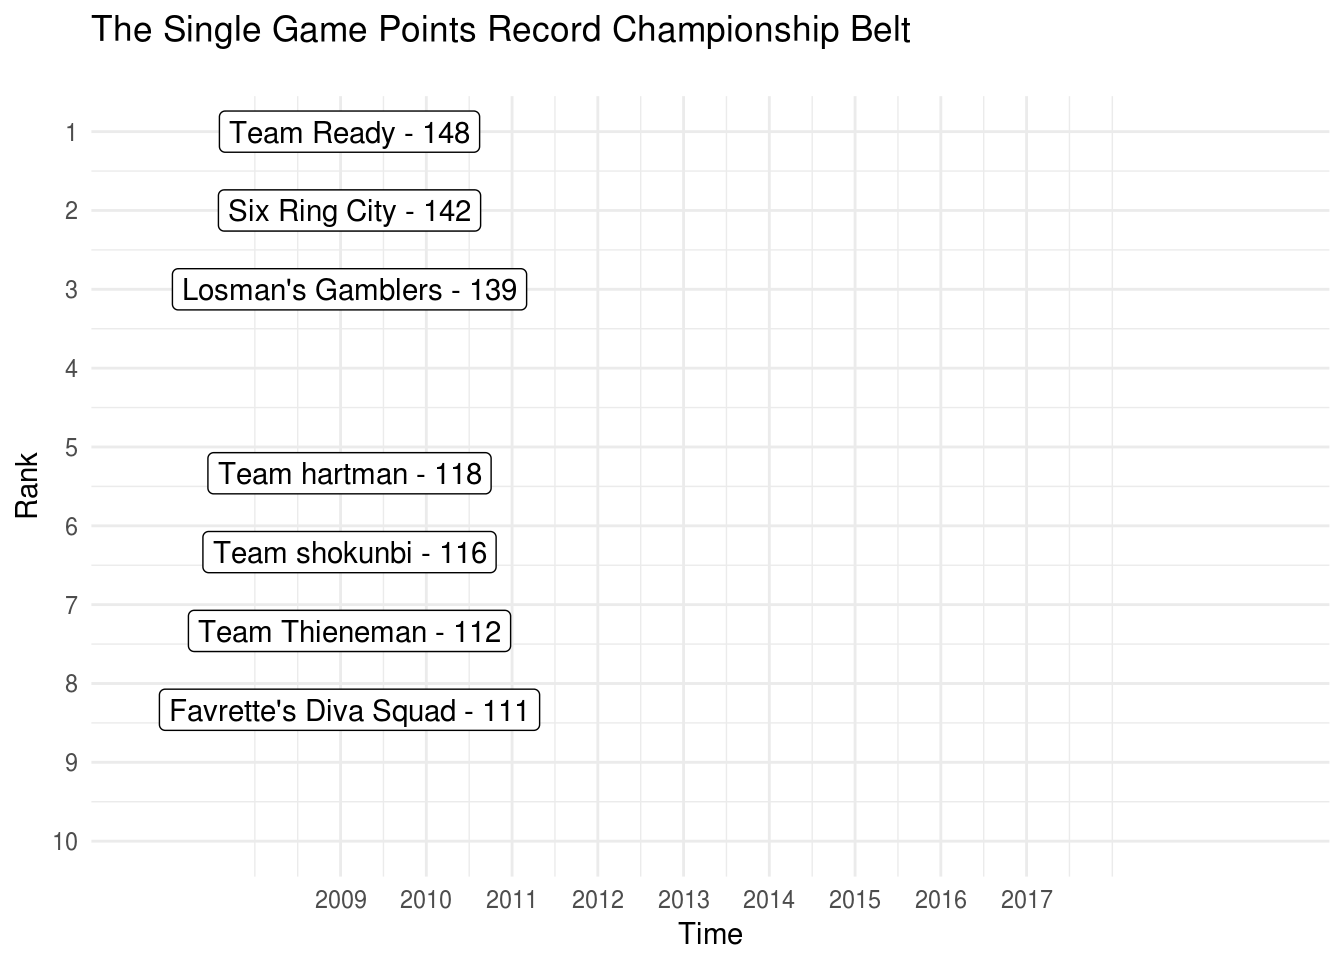 The Single Game Points Record Championship Belt
1
Team Ready - 148
2
Six Ring City - 142
3
Losman's Gamblers - 139
4
5
Team hartman - 118
6
Team shokunbi - 116
7
Team Thieneman - 112
8
Favrette's Diva Squad - 111
9
10
Rank
2009 2010 2011 2012 2013 2014 2015 2016 2017
Time